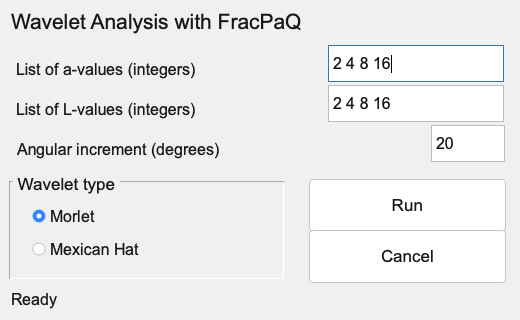 Wavelet Analysis with FracPaQ
List of a-values (integers) 2 4 8 16
List of L-values (integers) 2 4 8 16
Angular increment (degrees) 20
Wavelet type
Morlet
Mexican Hat
Run
Cancel
Ready